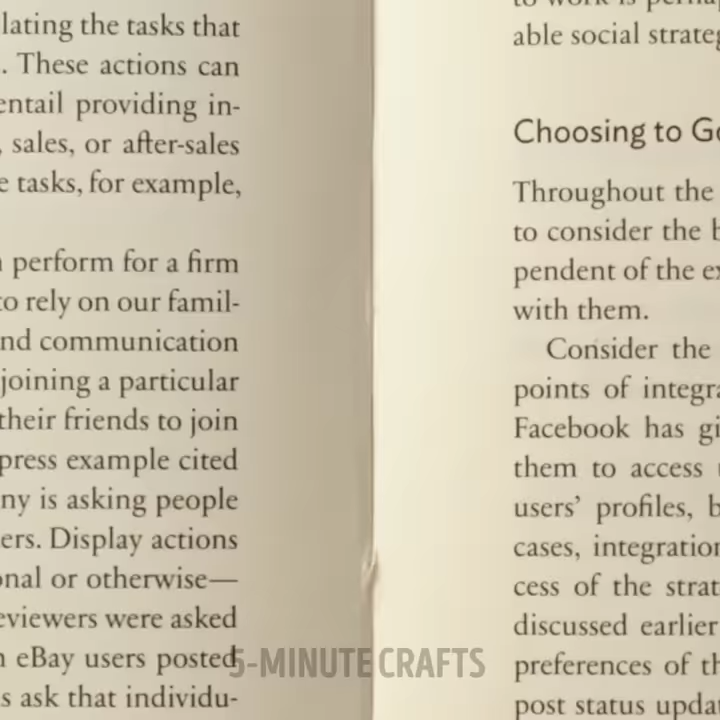 lating the tasks that
. These actions can
entail providing in-
, sales, or after-sales
e tasks, for example,
perform for a firm
to rely on our famil-
nd communication
joining a particular
their friends to join
press example cited
ny is asking people
ers. Display actions
onal or otherwise—
eviewers were asked
n eBay users posted
s ask that individu-
able social strateg
Choosing to Go
Throughout the
to consider the b
pendent of the ex
with them.
Consider the
points of integra
Facebook has gi
them to access
users' profiles, b
cases, integration
cess of the strat
discussed earlier
preferences of th
post status updat
5-MINUTE CRAFTS